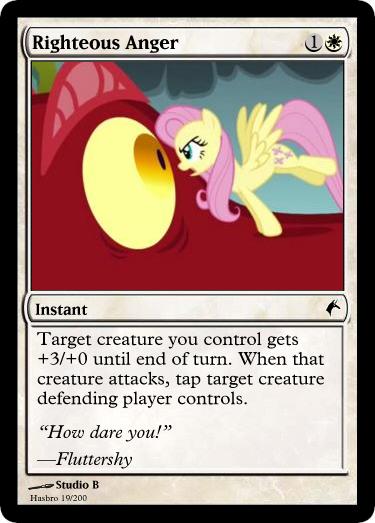 Righteous Anger 1
Instant
Target creature you control gets
+3/+0 until end of turn. When that
creature attacks, tap target creature
defending player controls.
“How dare you!”
—Fluttershy
Studio B
Hasbro 19/200